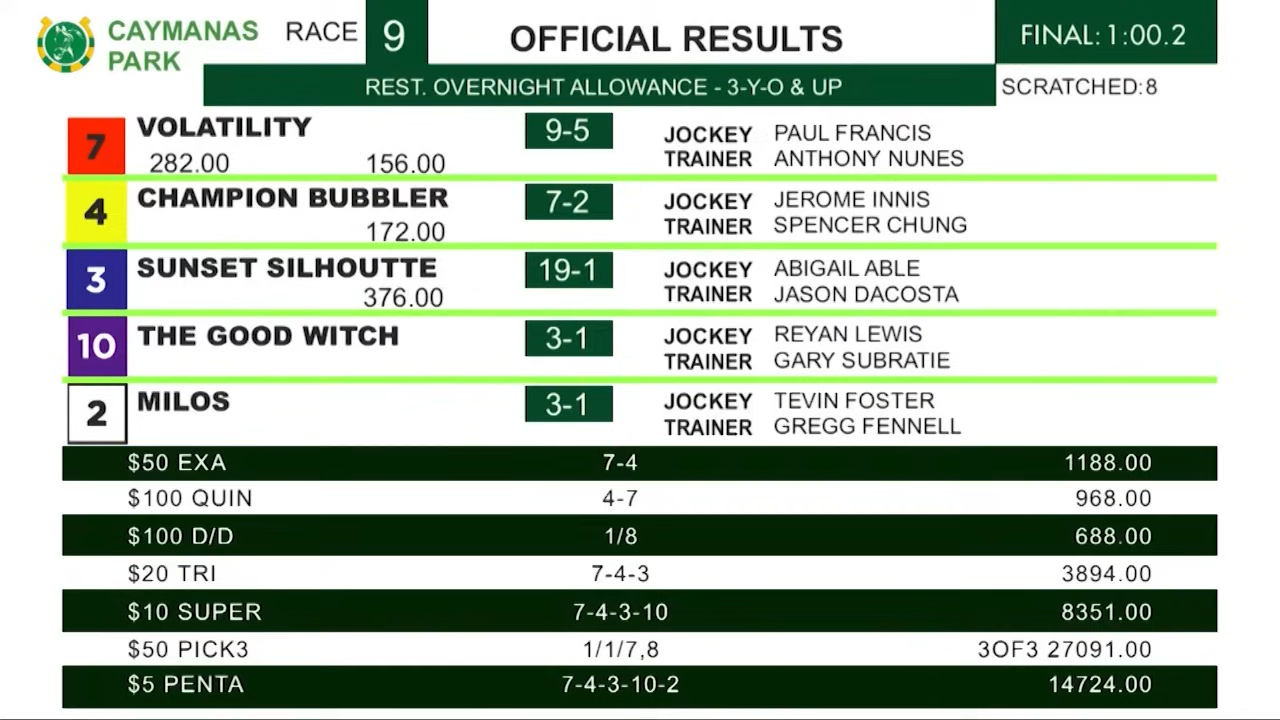 CAYMANAS PARK
RACE 9
OFFICIAL RESULTS
FINAL: 1:00.2
REST. OVERNIGHT ALLOWANCE - 3-Y-O & UP
SCRATCHED: 8
7 VOLATILITY 9-5 JOCKEY PAUL FRANCIS
282.00 156.00 TRAINER ANTHONY NUNES
4 CHAMPION BUBBLER 7-2 JOCKEY JEROME INNIS
172.00 TRAINER SPENCER CHUNG
3 SUNSET SILHOUTTE 19-1 JOCKEY ABIGAIL ABLE
376.00 TRAINER JASON DACOSTA
10 THE GOOD WITCH 3-1 JOCKEY REYAN LEWIS
TRAINER GARY SUBRATIE
2 MILOS 3-1 JOCKEY TEVIN FOSTER
TRAINER GREGG FENNELL
$50 EXA 7-4 1188.00
$100 QUIN 4-7 968.00
$100 D/D 1/8 688.00
$20 TRI 7-4-3 3894.00
$10 SUPER 7-4-3-10 8351.00
$50 PICK3 1/1/7,8 3OF3 27091.00
$5 PENTA 7-4-3-10-2 14724.00